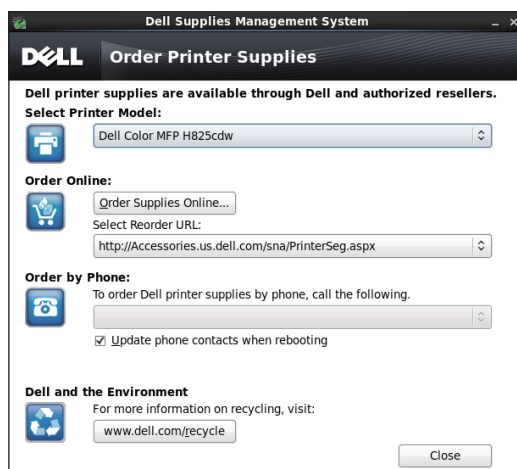 Dell Supplies Management System
DELL Order Printer Supplies
Dell printer supplies are available through Dell and authorized resellers.
Select Printer Model:
Dell Color MFP H825cdw
Order Online:
Order Supplies Online...
Select Reorder URL:
http://Accessories.us.dell.com/sna/PrinterSeg.aspx
Order by Phone:
To order Dell printer supplies by phone, call the following.
Update phone contacts when rebooting
Dell and the Environment
For more information on recycling, visit:
www.dell.com/recycle
Close